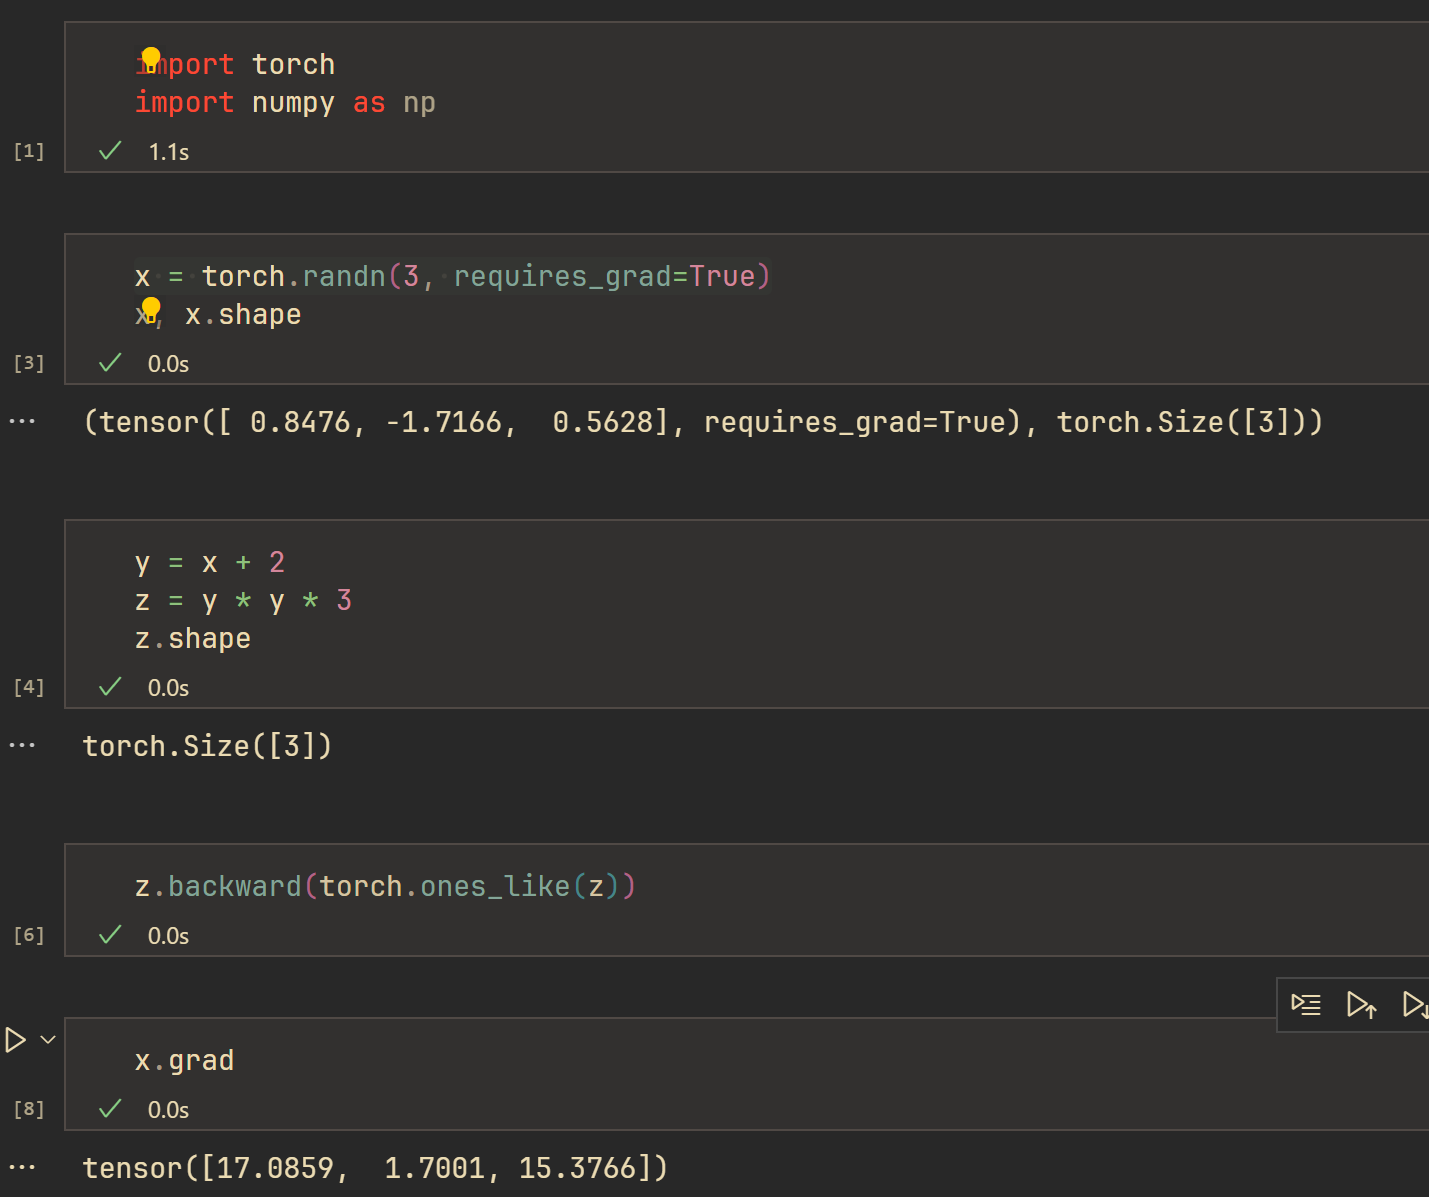 import torch
import numpy as np
[1]
1.1s
x = torch.randn(3, requires_grad=True)
x, x.shape
[3]
0.0s
(tensor([ 0.8476, -1.7166,  0.5628], requires_grad=True), torch.Size([3]))
y = x + 2
z = y * y * 3
z.shape
[4]
0.0s
torch.Size([3])
z.backward(torch.ones_like(z))
[6]
0.0s
x.grad
[8]
0.0s
tensor([17.0859,  1.7001, 15.3766])